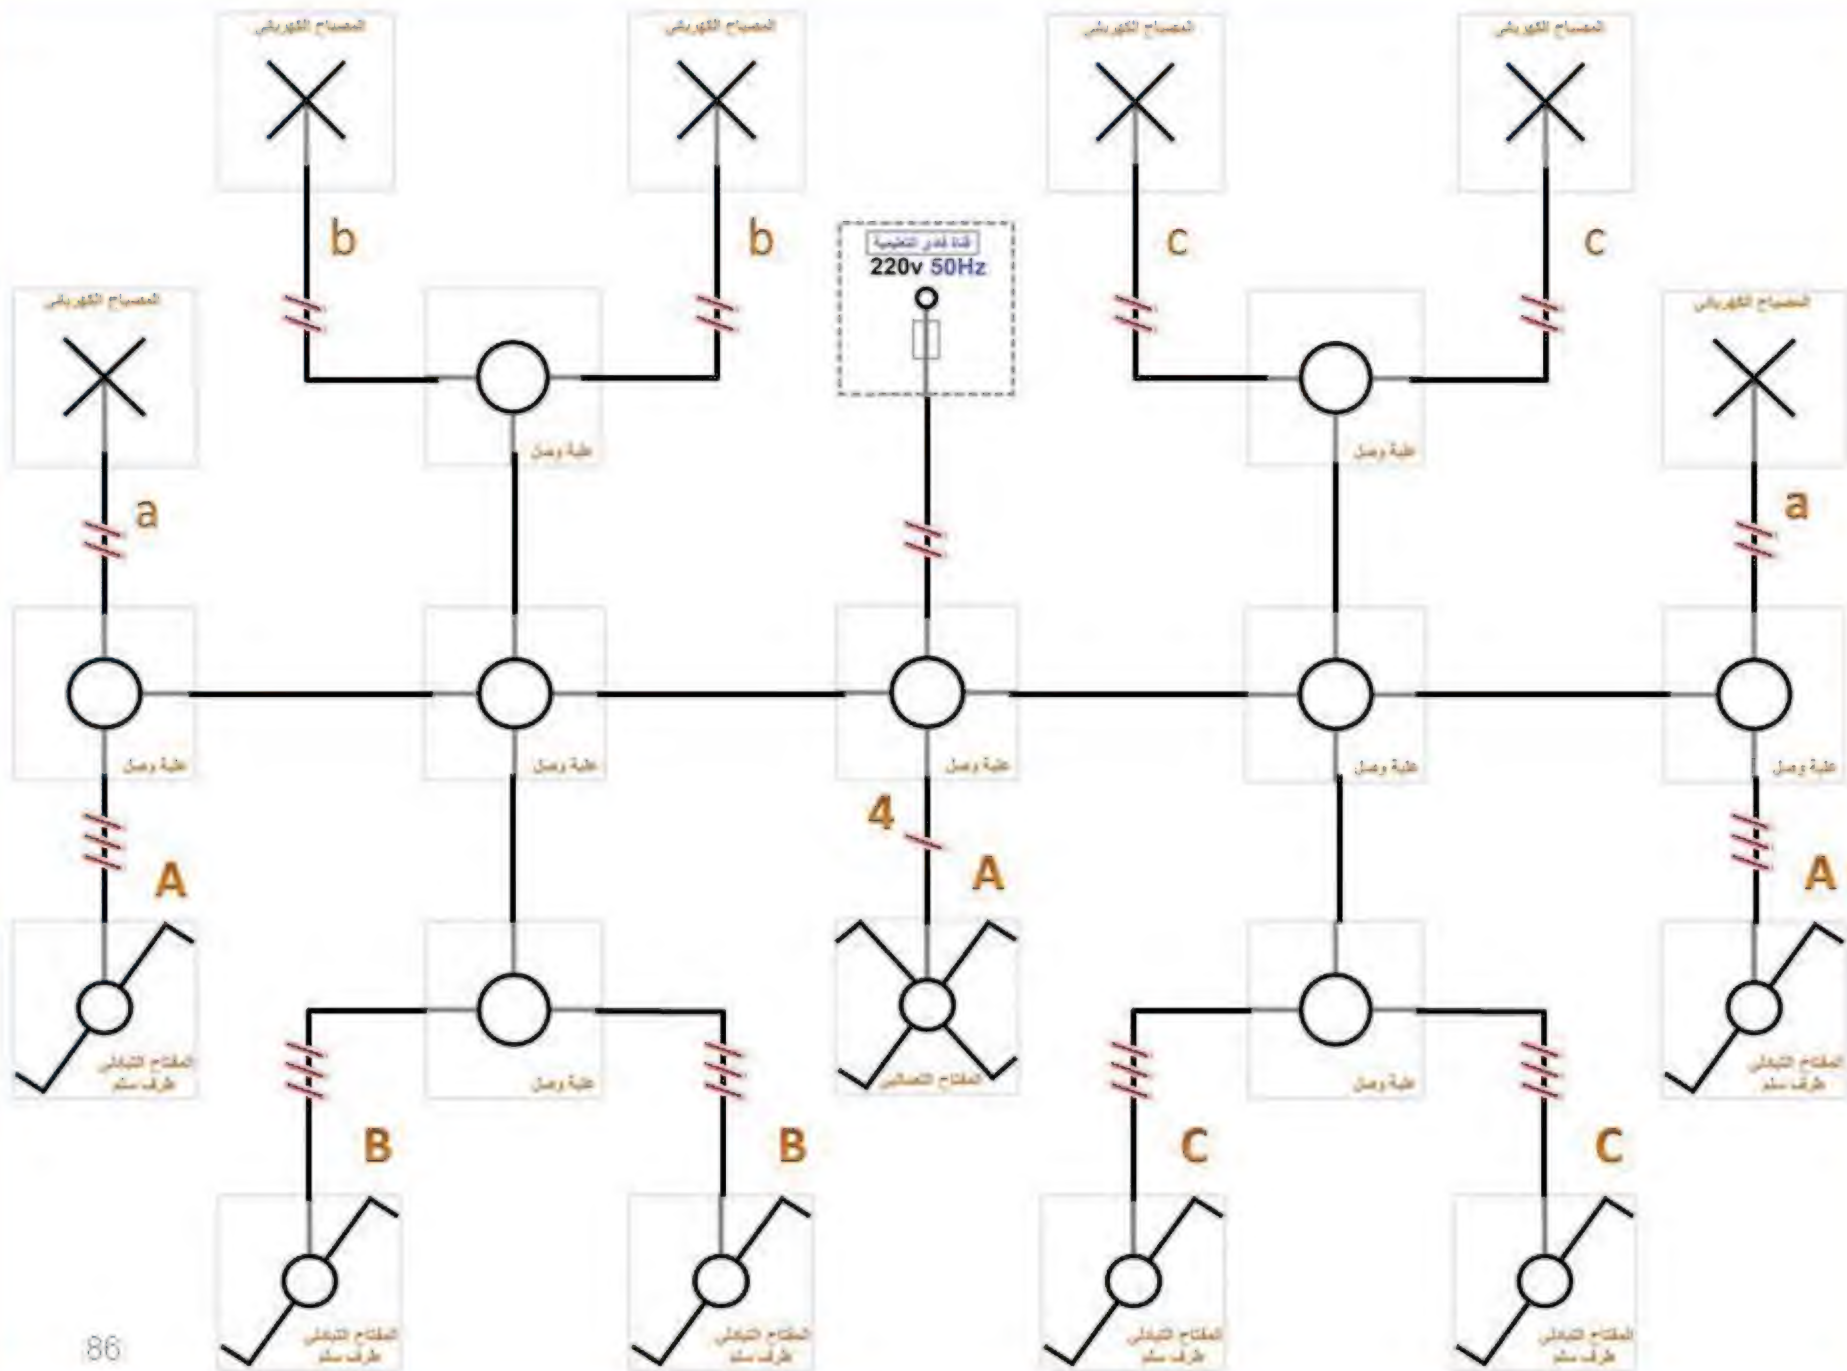 المصباح الكهربائي
المصباح الكهربائي
المصباح الكهربائي
المصباح الكهربائي
b
b
قناة فادي التعليمية
220v 50Hz
c
c
المصباح الكهربائي
المصباح الكهربائي
علبة وصل
علبة وصل
a
a
علبة وصل
علبة وصل
علبة وصل
علبة وصل
علبة وصل
4
A
A
A
المفتاح التبادلي
طرف سلم
علبة وصل
المفتاح التصالبي
علبة وصل
المفتاح التبادلي
طرف سلم
B
B
C
C
المفتاح التبادلي
طرف سلم
المفتاح التبادلي
طرف سلم
المفتاح التبادلي
طرف سلم
المفتاح التبادلي
طرف سلم
86